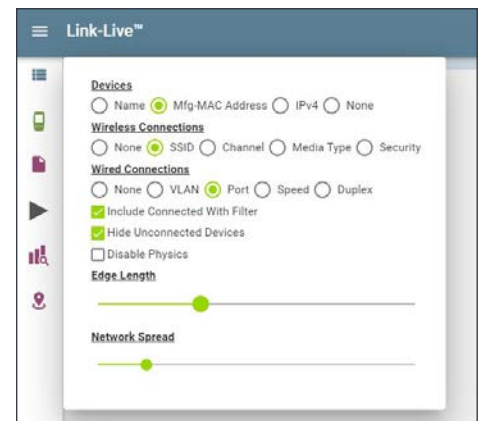 Link-Live™
Devices
Name Mfg-MAC Address IPv4 None
Wireless Connections
None SSID Channel Media Type Security
Wired Connections
None VLAN Port Speed Duplex
Include Connected With Filter
Hide Unconnected Devices
Disable Physics
Edge Length
Network Spread